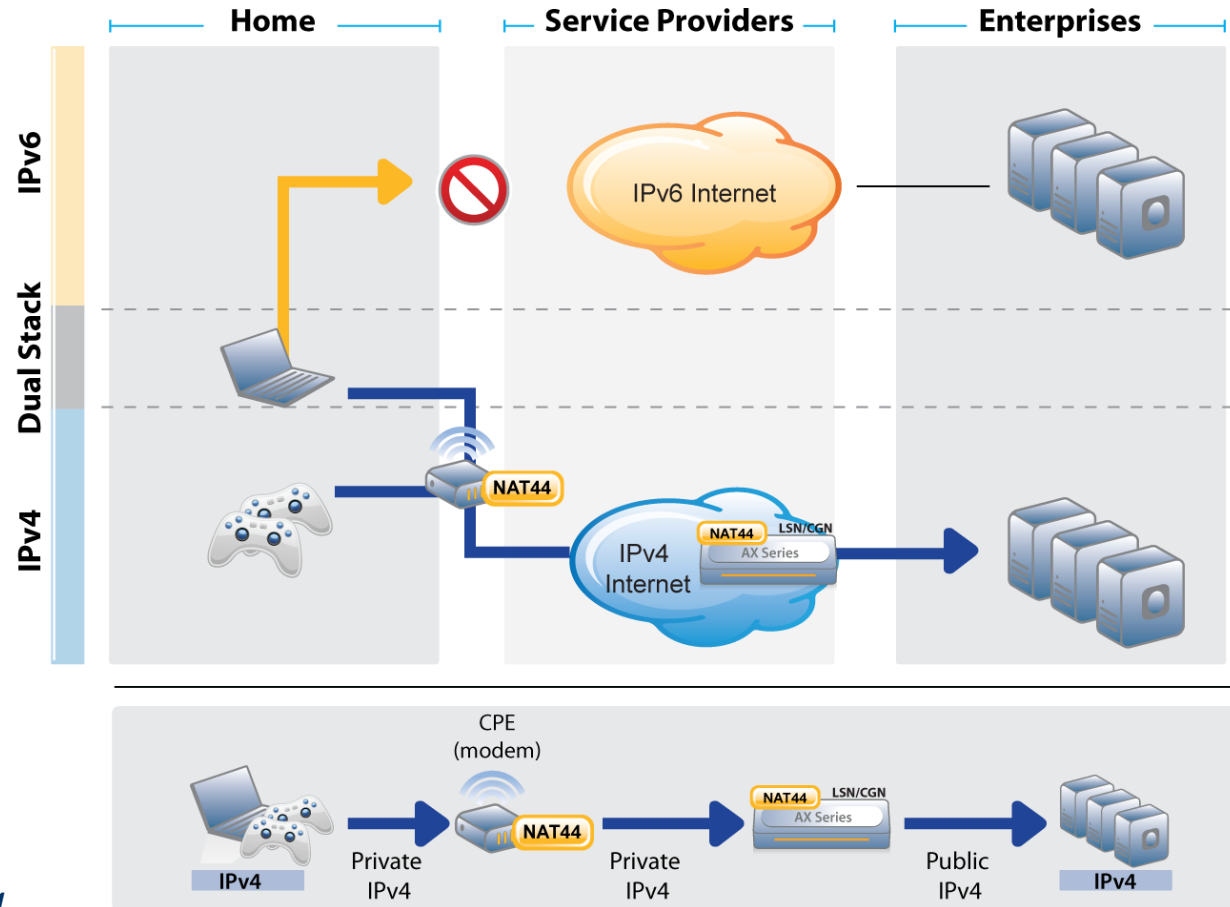 Home
Service Providers
Enterprises
IPv6
Dual Stack
IPv4
IPv6 Internet
NAT44
IPv4
Internet
NAT44
LSN/CGN
AX Series
CPE
(modem)
NAT44
NAT44
LSN/CGN
AX Series
Private
IPv4
Private
IPv4
Public
IPv4
IPv4
IPv4